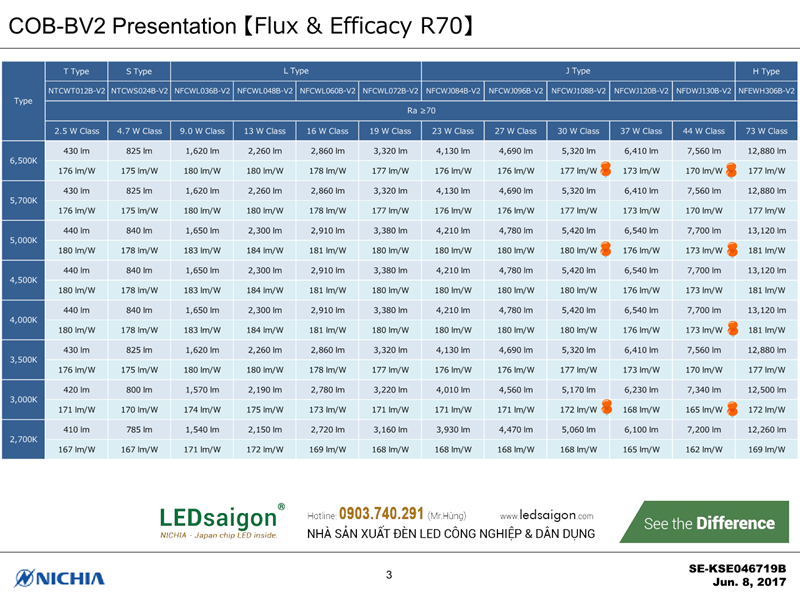 COB-BV2 Presentation【Flux & Efficacy R70】
Type T Type S Type L Type J Type H Type
NTCWT012B-V2 NTCWS024B-V2 NFCWL036B-V2 NFCWL048B-V2 NFCWL060B-V2 NFCWL072B-V2 NFCWJ084B-V2 NFCWJ096B-V2 NFCWJ108B-V2 NFCWJ120B-V2 NFDWJ130B-V2 NFEWH306B-V2
Ra ≥70
2.5 W Class 4.7 W Class 9.0 W Class 13 W Class 16 W Class 19 W Class 23 W Class 27 W Class 30 W Class 37 W Class 44 W Class 73 W Class
6,500K 430 lm 825 lm 1,620 lm 2,260 lm 2,860 lm 3,320 lm 4,130 lm 4,690 lm 5,320 lm 6,410 lm 7,560 lm 12,880 lm
176 lm/W 175 lm/W 180 lm/W 180 lm/W 178 lm/W 177 lm/W 176 lm/W 176 lm/W 177 lm/W 173 lm/W 170 lm/W 177 lm/W
5,700K 430 lm 825 lm 1,620 lm 2,260 lm 2,860 lm 3,320 lm 4,130 lm 4,690 lm 5,320 lm 6,410 lm 7,560 lm 12,880 lm
176 lm/W 175 lm/W 180 lm/W 180 lm/W 178 lm/W 177 lm/W 176 lm/W 176 lm/W 177 lm/W 173 lm/W 170 lm/W 177 lm/W
5,000K 440 lm 840 lm 1,650 lm 2,300 lm 2,910 lm 3,380 lm 4,210 lm 4,780 lm 5,420 lm 6,540 lm 7,700 lm 13,120 lm
180 lm/W 178 lm/W 183 lm/W 184 lm/W 181 lm/W 180 lm/W 180 lm/W 180 lm/W 180 lm/W 176 lm/W 173 lm/W 181 lm/W
4,500K 440 lm 840 lm 1,650 lm 2,300 lm 2,910 lm 3,380 lm 4,210 lm 4,780 lm 5,420 lm 6,540 lm 7,700 lm 13,120 lm
180 lm/W 178 lm/W 183 lm/W 184 lm/W 181 lm/W 180 lm/W 180 lm/W 180 lm/W 180 lm/W 176 lm/W 173 lm/W 181 lm/W
4,000K 440 lm 840 lm 1,650 lm 2,300 lm 2,910 lm 3,380 lm 4,210 lm 4,780 lm 5,420 lm 6,540 lm 7,700 lm 13,120 lm
180 lm/W 178 lm/W 183 lm/W 184 lm/W 181 lm/W 180 lm/W 180 lm/W 180 lm/W 180 lm/W 176 lm/W 173 lm/W 181 lm/W
3,500K 430 lm 825 lm 1,620 lm 2,260 lm 2,860 lm 3,320 lm 4,130 lm 4,690 lm 5,320 lm 6,410 lm 7,560 lm 12,880 lm
176 lm/W 175 lm/W 180 lm/W 180 lm/W 178 lm/W 177 lm/W 176 lm/W 176 lm/W 177 lm/W 173 lm/W 170 lm/W 177 lm/W
3,000K 420 lm 800 lm 1,570 lm 2,190 lm 2,780 lm 3,220 lm 4,010 lm 4,560 lm 5,170 lm 6,230 lm 7,340 lm 12,500 lm
171 lm/W 170 lm/W 174 lm/W 175 lm/W 173 lm/W 171 lm/W 171 lm/W 171 lm/W 172 lm/W 168 lm/W 165 lm/W 172 lm/W
2,700K 410 lm 785 lm 1,540 lm 2,150 lm 2,720 lm 3,160 lm 3,930 lm 4,470 lm 5,060 lm 6,100 lm 7,200 lm 12,260 lm
167 lm/W 167 lm/W 171 lm/W 172 lm/W 169 lm/W 168 lm/W 168 lm/W 168 lm/W 168 lm/W 165 lm/W 162 lm/W 169 lm/W
LEDsaigon®
NICHIA - Japan chip LED inside.
Hotline: 0903.740.291 (Mr.Hùng) www.ledsaigon.com
NHÀ SẢN XUẤT ĐÈN LED CÔNG NGHIỆP & DÂN DỤNG
See the Difference
NICHIA
3
SE-KSE046719B
Jun. 8, 2017